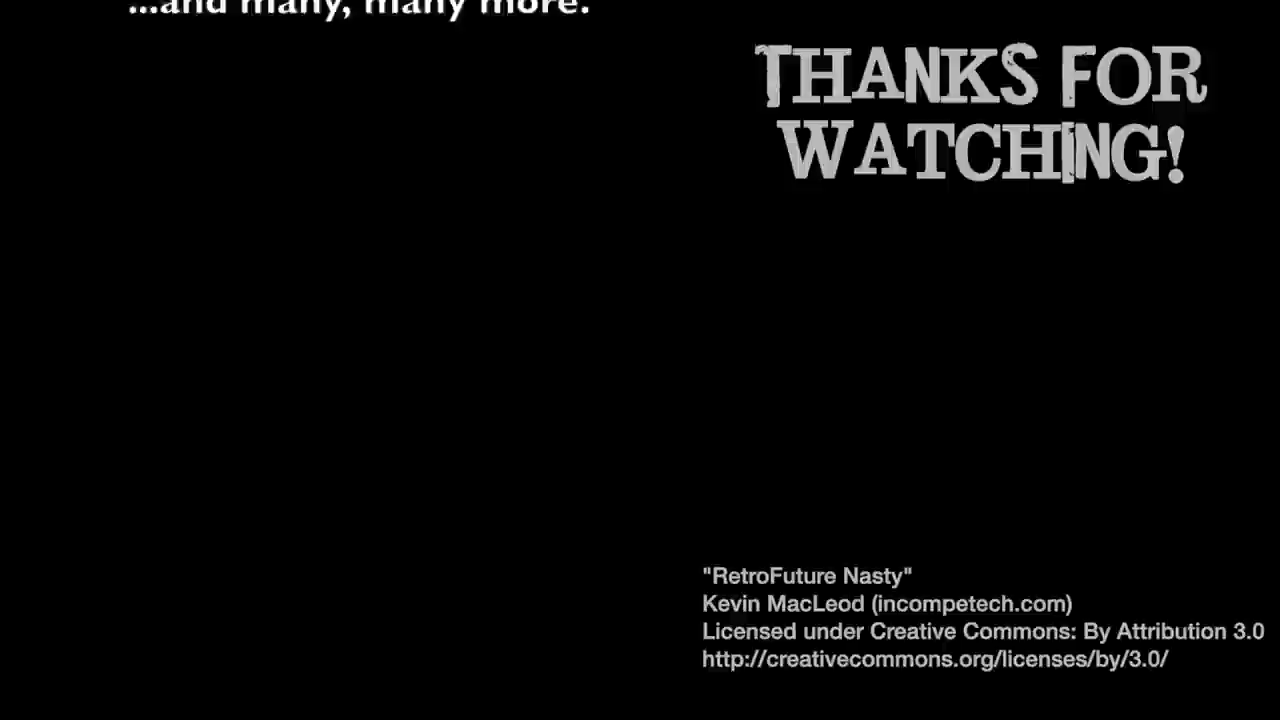 ...and many, many more.
THANKS FOR
WATCHING!
"RetroFuture Nasty"
Kevin MacLeod (incompetech.com)
Licensed under Creative Commons: By Attribution 3.0
http://creativecommons.org/licenses/by/3.0/